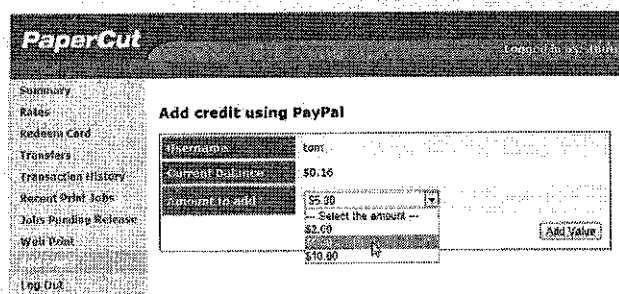 PaperCut
Logged in as: tom
Summary
Rates
Redeem Card
Transfers
Transaction History
Recent Print Jobs
Jobs Pending Release
Web Print
Log Out
Add credit using PayPal
Username tom
Current Balance $0.16
Amount to add $5.00
--- Select the amount ---
$2.00
$10.00
Add Value